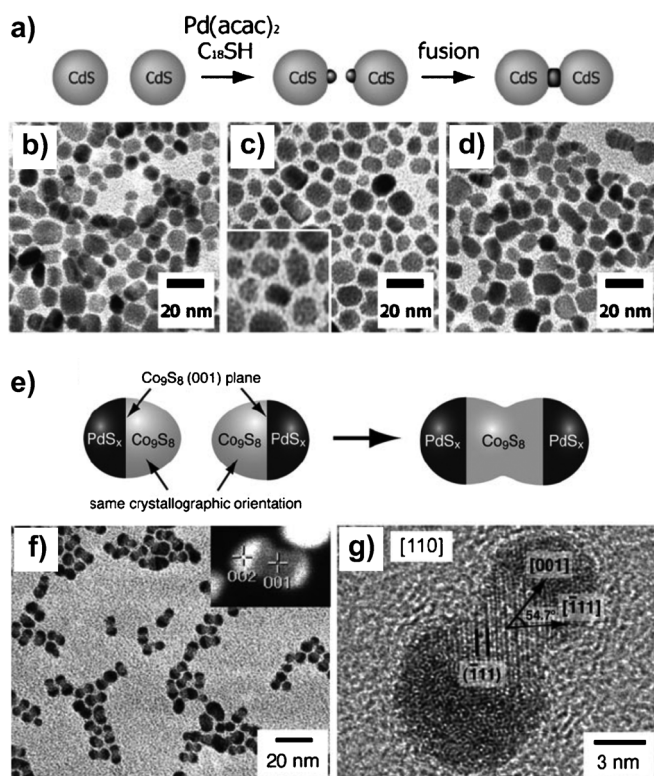 a)
Pd(acac)₂
C₁₈SH
fusion
CdS CdS CdS CdS CdS CdS
b) c) d)
20 nm 20 nm 20 nm
e)
Co₉S₈ (001) plane
PdSₓ Co₉S₈ Co₉S₈ PdSₓ PdSₓ Co₉S₈ PdSₓ
same crystallographic orientation
f) g)
002 001
20 nm
[110]
[001]
54.7°
[1̄11]
(1̄11)
3 nm